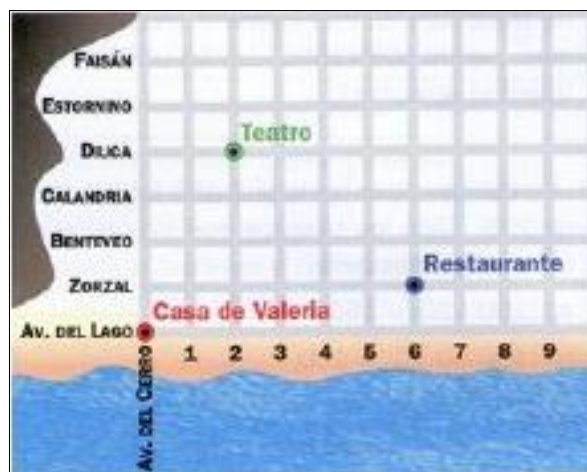 FAISÁN
ESTORNINO
Teatro
DILICA
CALANDRIA
BENTEVEO
Restaurante
ZORZAL
Casa de Valeria
AV. DEL LAGO
1 2 3 4 5 6 7 8 9
AV. DEL CERRO